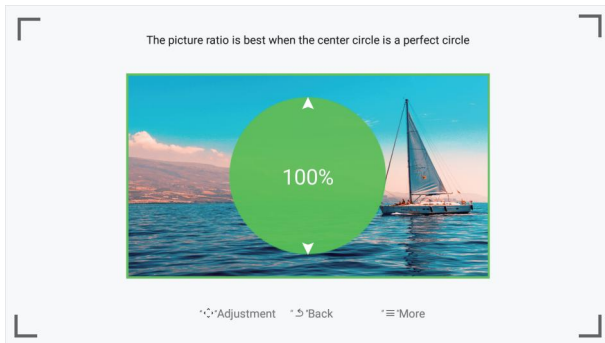 The picture ratio is best when the center circle is a perfect circle
100%
"Adjustment " "Back " "More